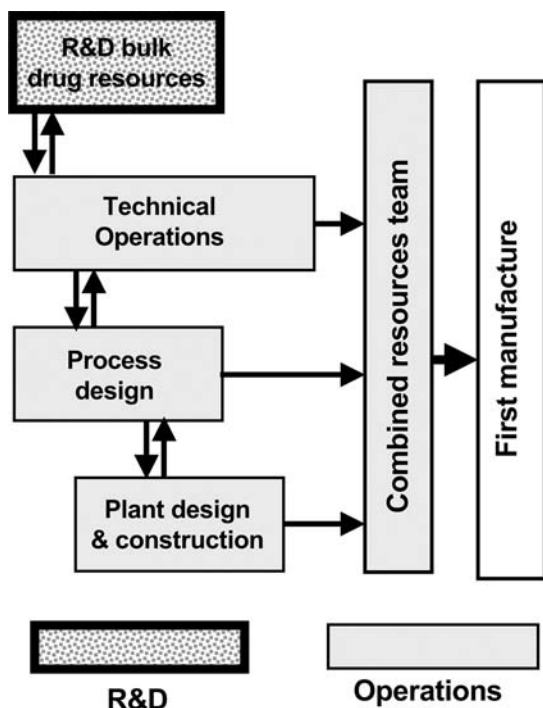 R&D bulk
drug resources
Technical
Operations
Process
design
Plant design
& construction
Combined resources team
First manufacture
R&D
Operations